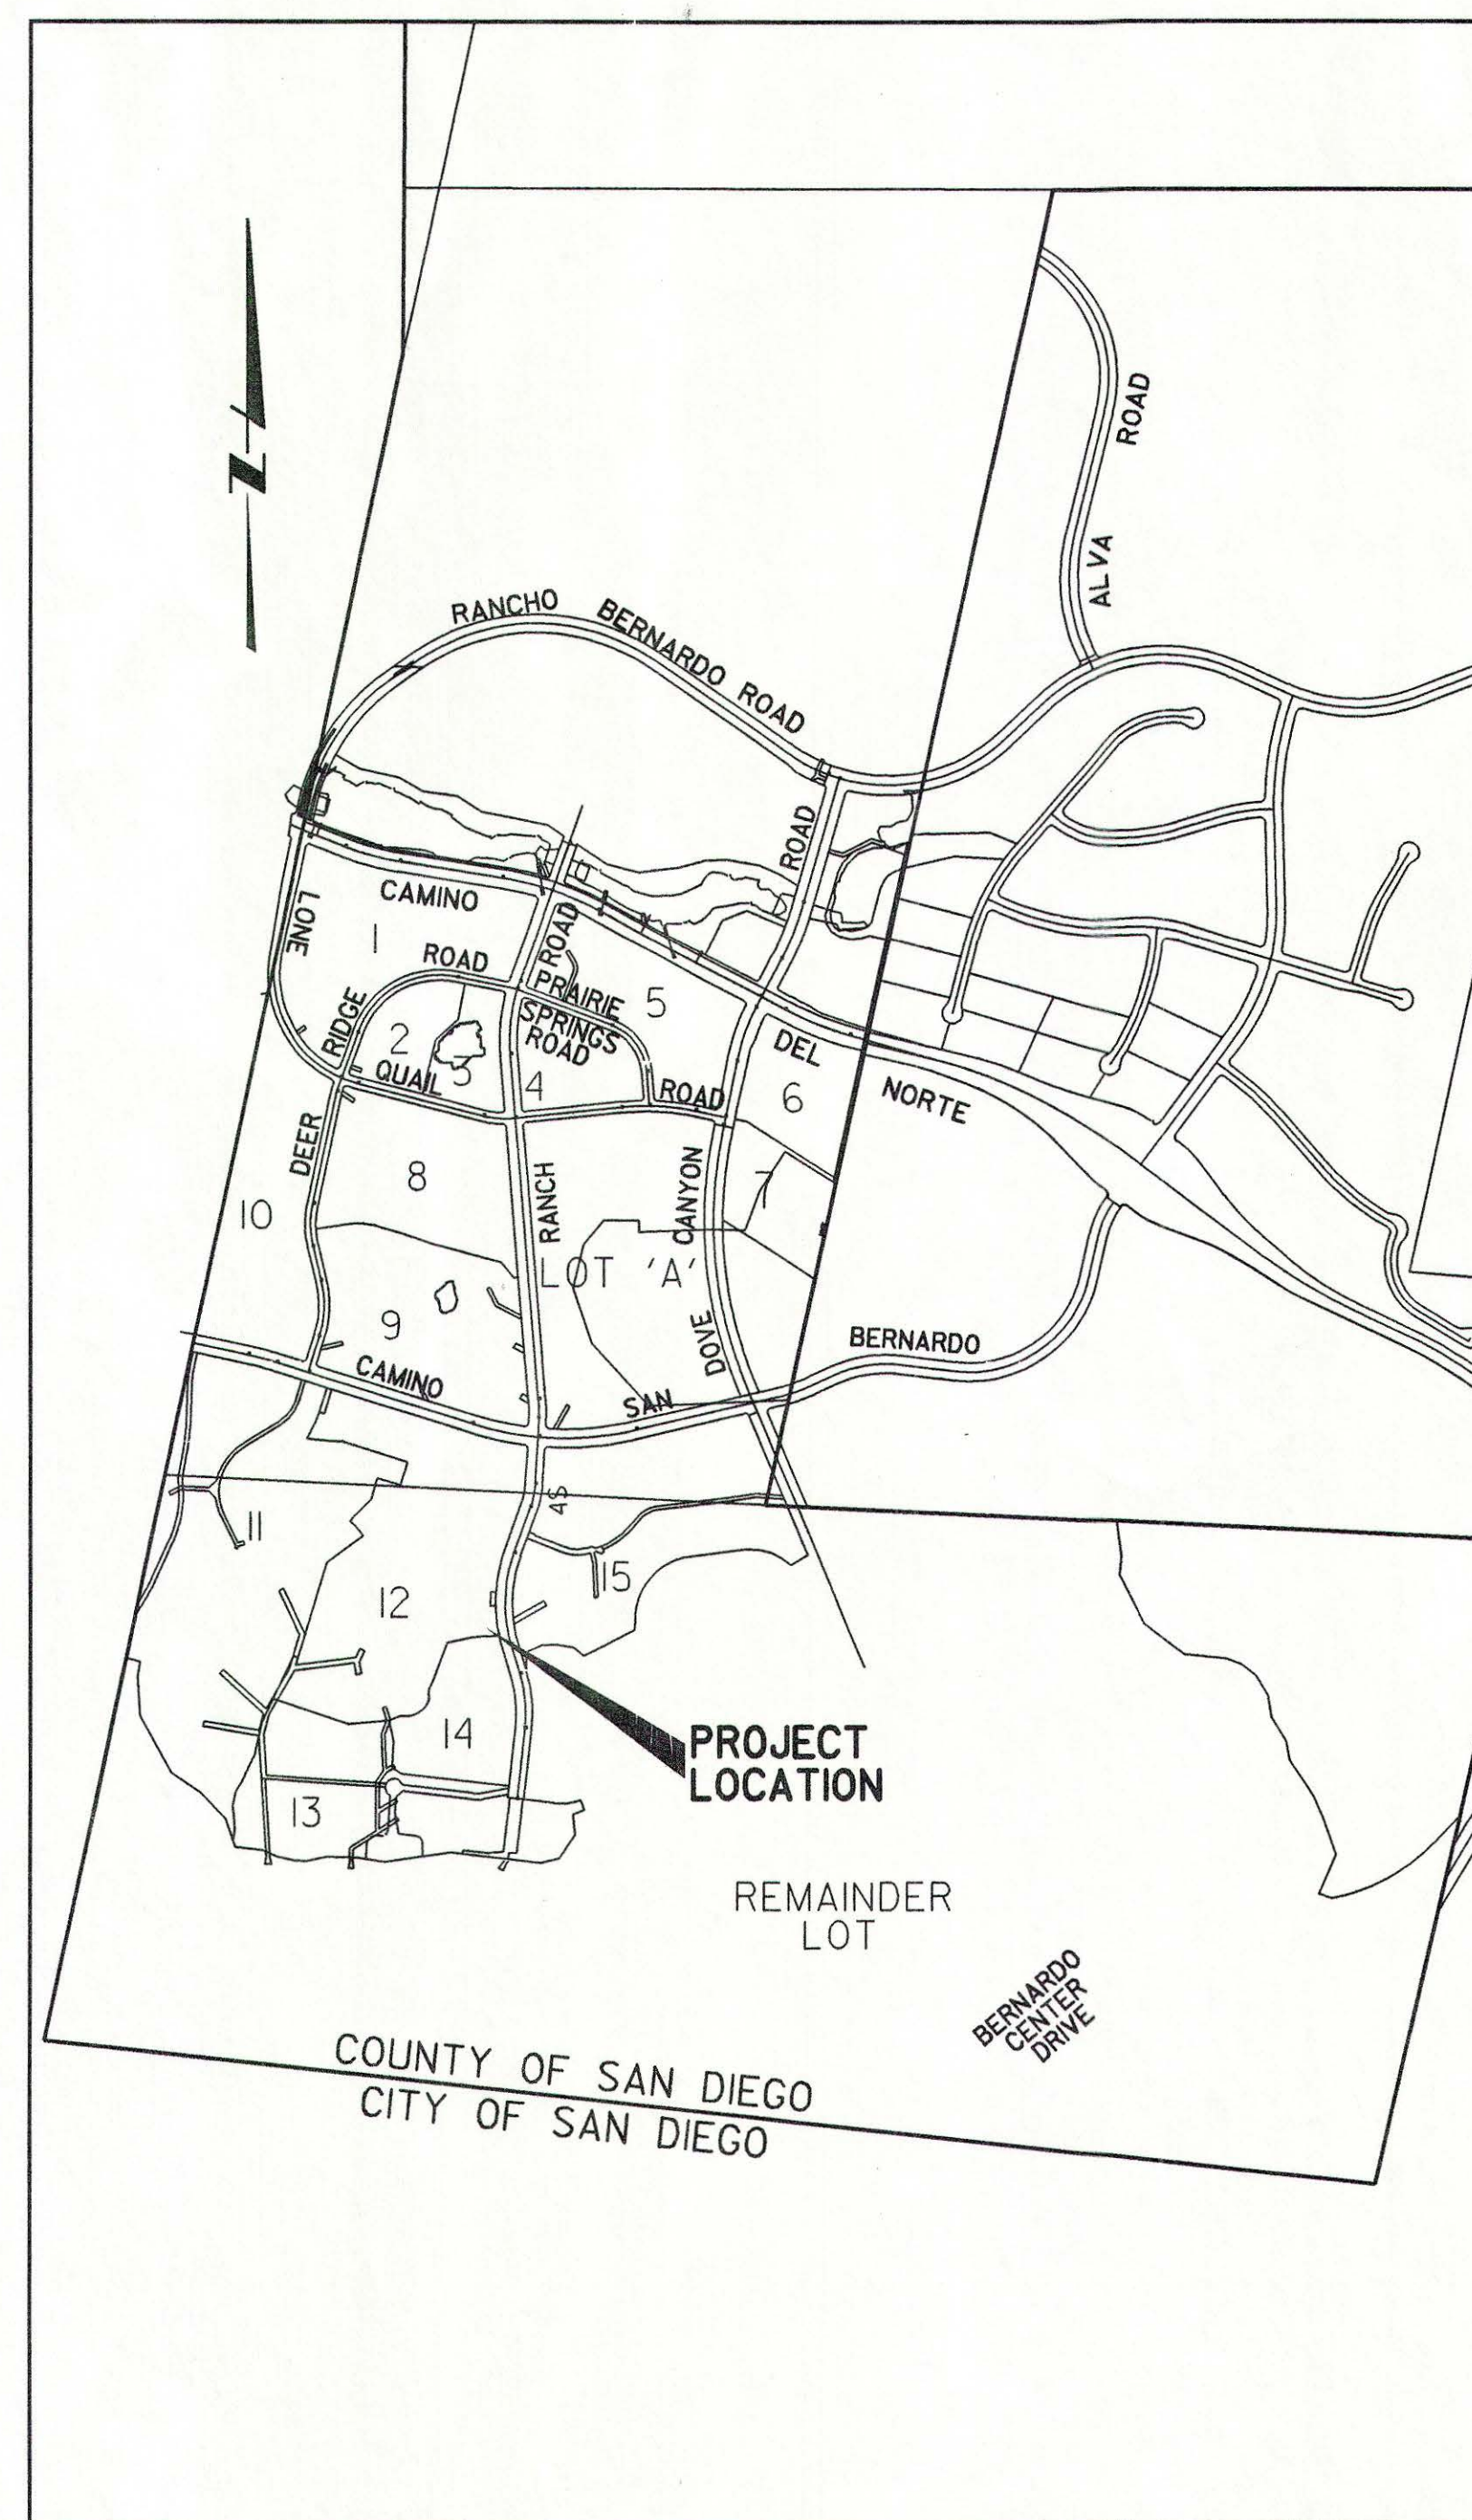 N
ROAD
ALVA
RANCHO BERNARDO ROAD
ROAD
LONE
CAMINO
1
ROAD
ROAD
RIDGE
PRAIRIE
SPRINGS
ROAD
5
2
QUAIL
3
4
ROAD
DEL
6
NORTE
DEER
8
RANCH
CANYON
7
10
LOT 'A'
9
DOVE
BERNARDO
CAMINO
SAN
4S
11
12
15
14
PROJECT
LOCATION
13
REMAINDER
LOT
BERNARDO
CENTER
DRIVE
COUNTY OF SAN DIEGO
CITY OF SAN DIEGO